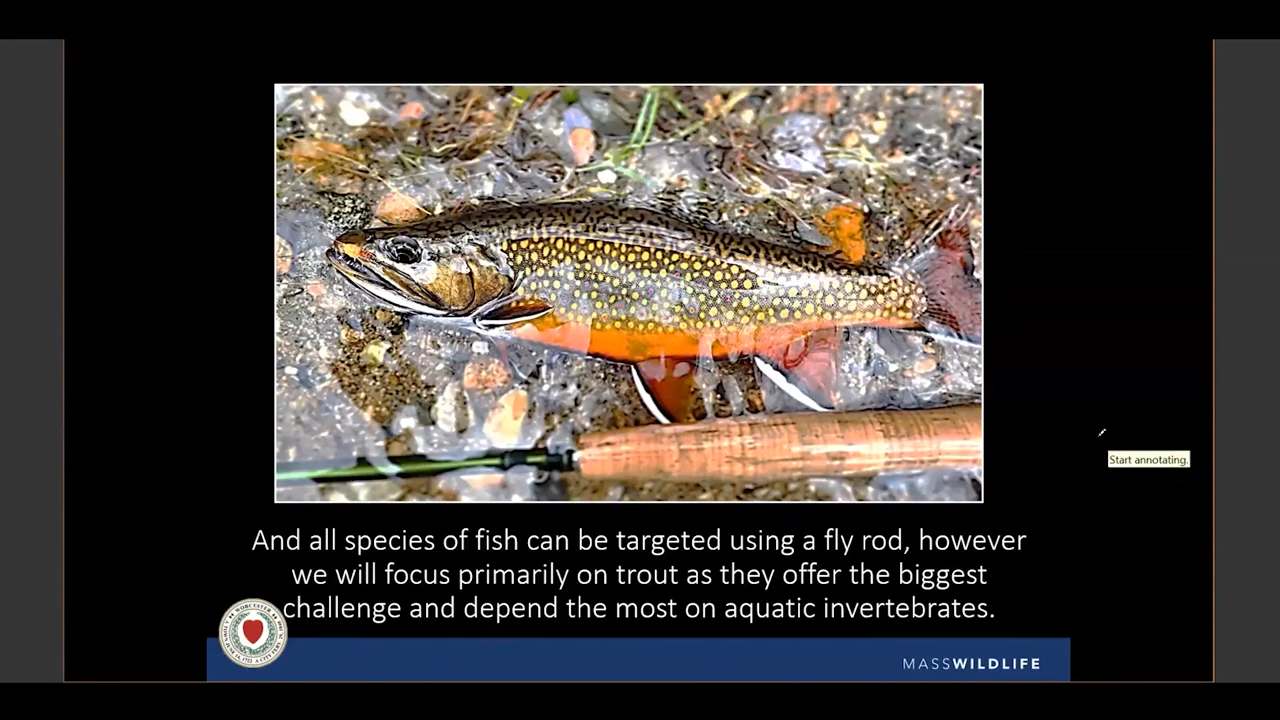 Start annotating.
And all species of fish can be targeted using a fly rod, however
we will focus primarily on trout as they offer the biggest
challenge and depend the most on aquatic invertebrates.
MASSWILDLIFE